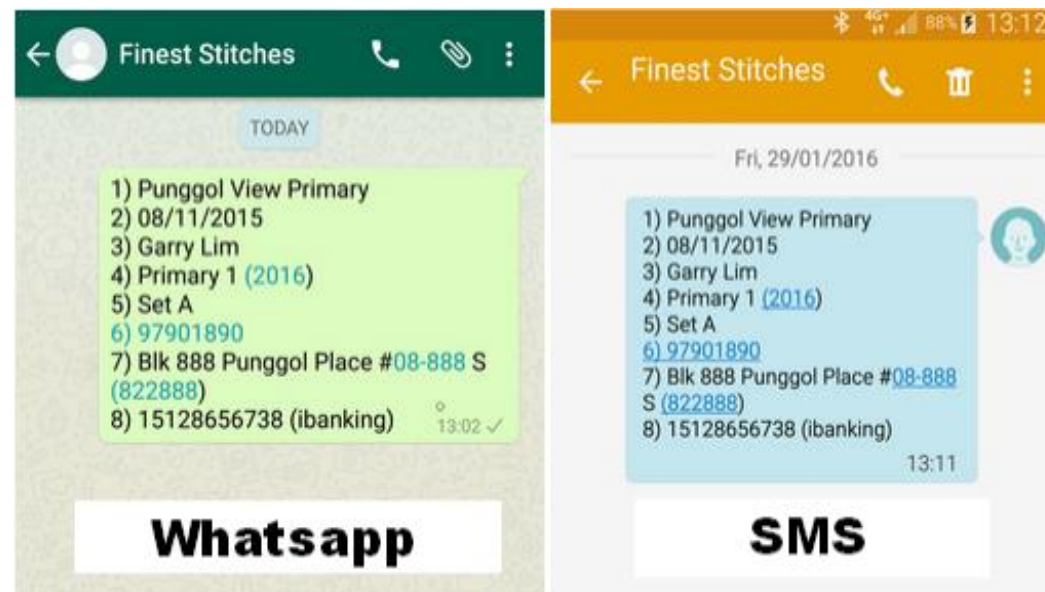 Finest Stitches
TODAY
1) Punggol View Primary
2) 08/11/2015
3) Garry Lim
4) Primary 1 (2016)
5) Set A
6) 97901890
7) Blk 888 Punggol Place #08-888 S
(822888)
8) 15128656738 (ibanking)
13:02
Whatsapp
4G+ 88% 13:12
Finest Stitches
Fri, 29/01/2016
1) Punggol View Primary
2) 08/11/2015
3) Garry Lim
4) Primary 1 (2016)
5) Set A
6) 97901890
7) Blk 888 Punggol Place #08-888
S (822888)
8) 15128656738 (ibanking)
13:11
SMS